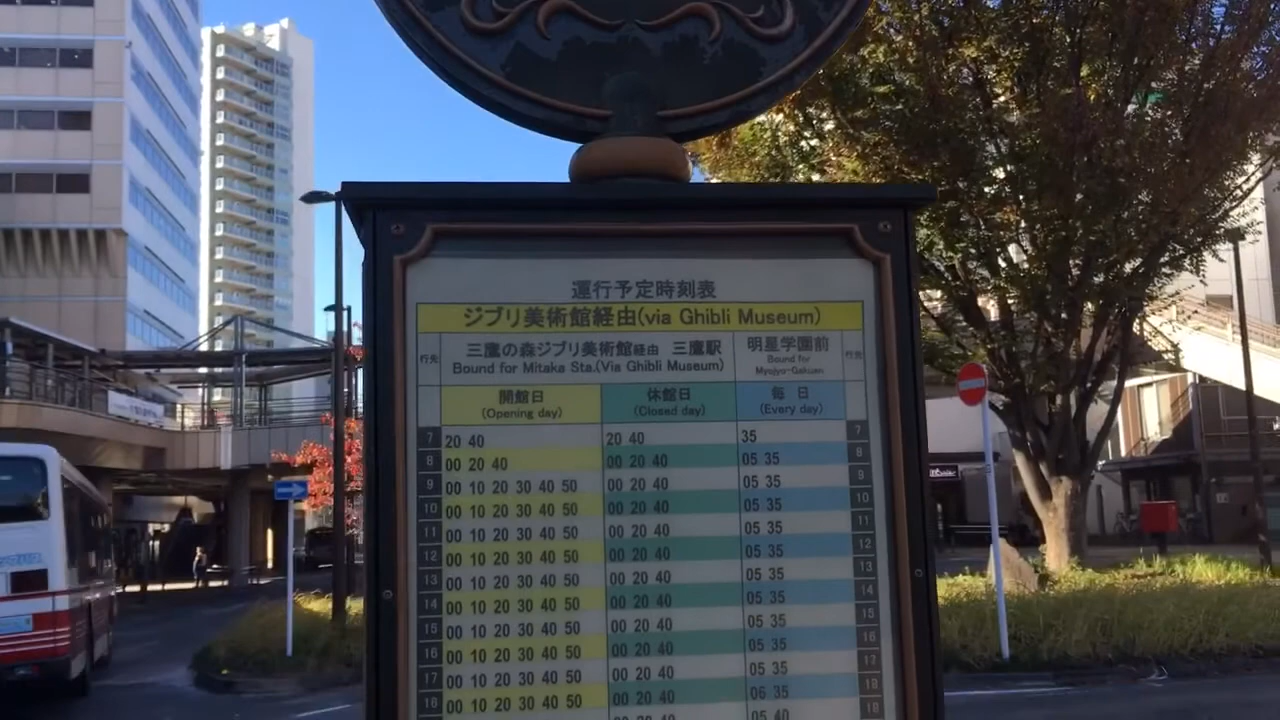 運行予定時刻表
ジブリ美術館経由(via Ghibli Museum)
行先 三鷹の森ジブリ美術館経由 三鷹駅 明星学園前 行先
Bound for Mitaka Sta.(Via Ghibli Museum) Bound for Myojyo-Gakuen
開館日 休館日 毎 日
(Opening day) (Closed day) (Every day)
7 20 40 20 40 35 7
8 00 20 40 00 20 40 05 35 8
9 00 10 20 30 40 50 00 20 40 05 35 9
10 00 10 20 30 40 50 00 20 40 05 35 10
11 00 10 20 30 40 50 00 20 40 05 35 11
12 00 10 20 30 40 50 00 20 40 05 35 12
13 00 10 20 30 40 50 00 20 40 05 35 13
14 00 10 20 30 40 50 00 20 40 05 35 14
15 00 10 20 30 40 50 00 20 40 05 35 15
16 00 10 20 30 40 50 00 20 40 05 35 16
17 00 10 20 30 40 50 00 20 40 05 35 17
18 00 10 20 30 40 50 00 20 40 06 35 18
00 20 40 05 40